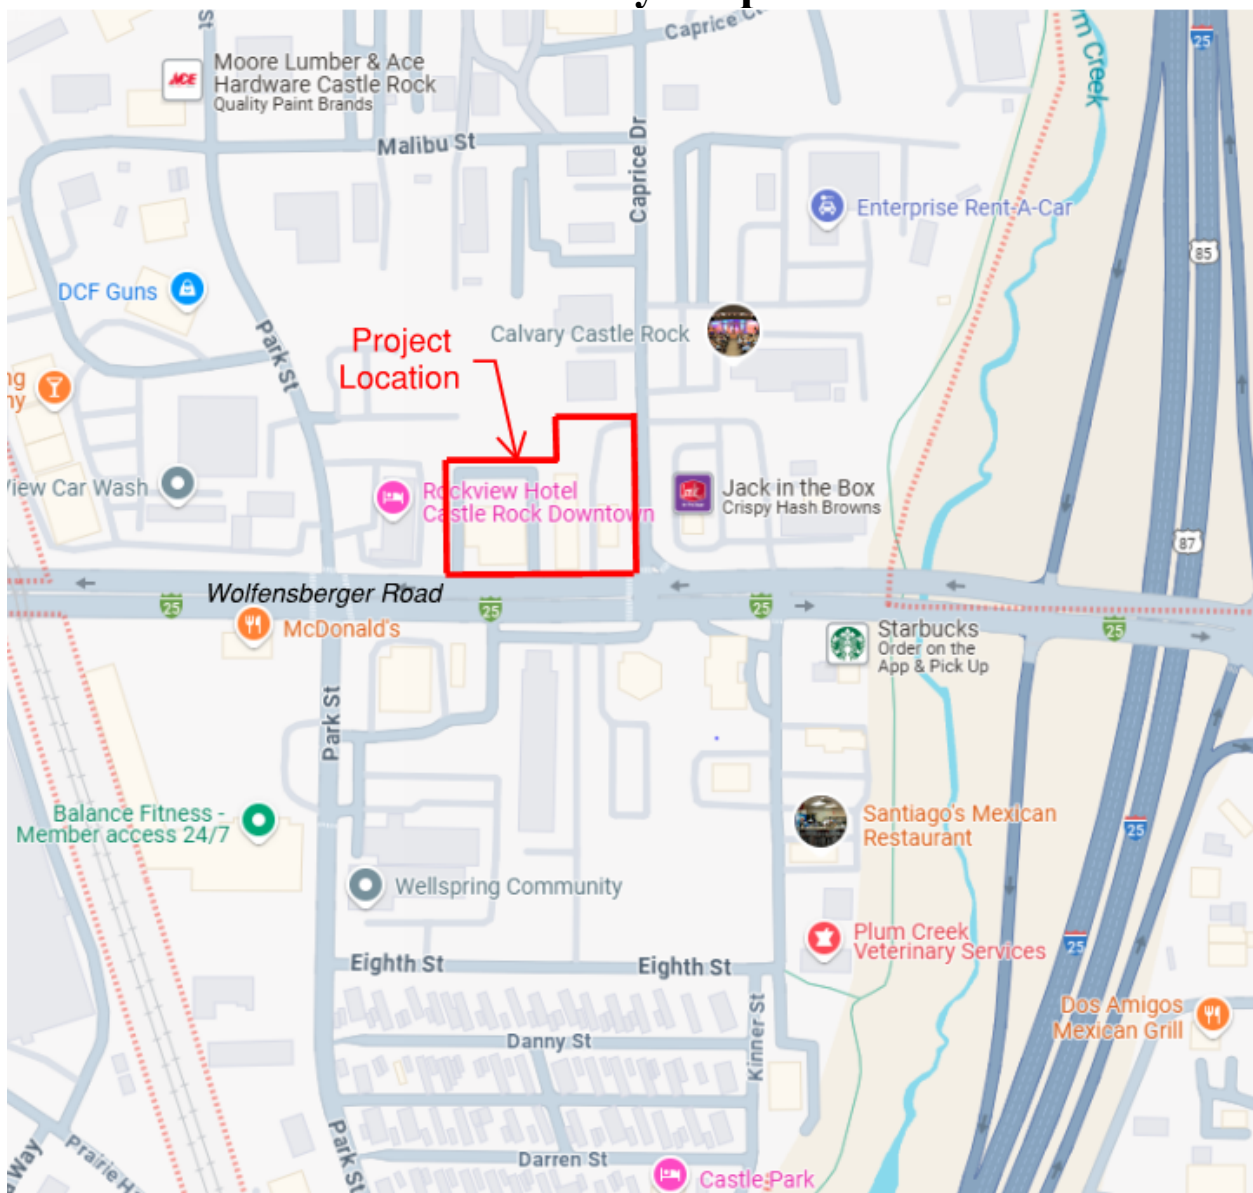 Caprice Ct
25
m Creek
St
ACE
Moore Lumber & Ace
Hardware Castle Rock
Quality Paint Brands
Malibu St
Caprice Dr
Enterprise Rent-A-Car
85
DCF Guns
Park St
Project
Location
Calvary Castle Rock
View Car Wash
Rockview Hotel
Castle Rock Downtown
Jack in the Box
Crispy Hash Browns
87
Wolfensberger Road
25
25
25
25
McDonald's
Starbucks
Order on the
App & Pick Up
Park St
Balance Fitness -
Member access 24/7
Santiago's Mexican
Restaurant
25
Wellspring Community
Plum Creek
Veterinary Services
25
Eighth St
Eighth St
Dos Amigos
Mexican Grill
Danny St
Kinner St
Park St
Darren St
Castle Park
Way
Prairie H